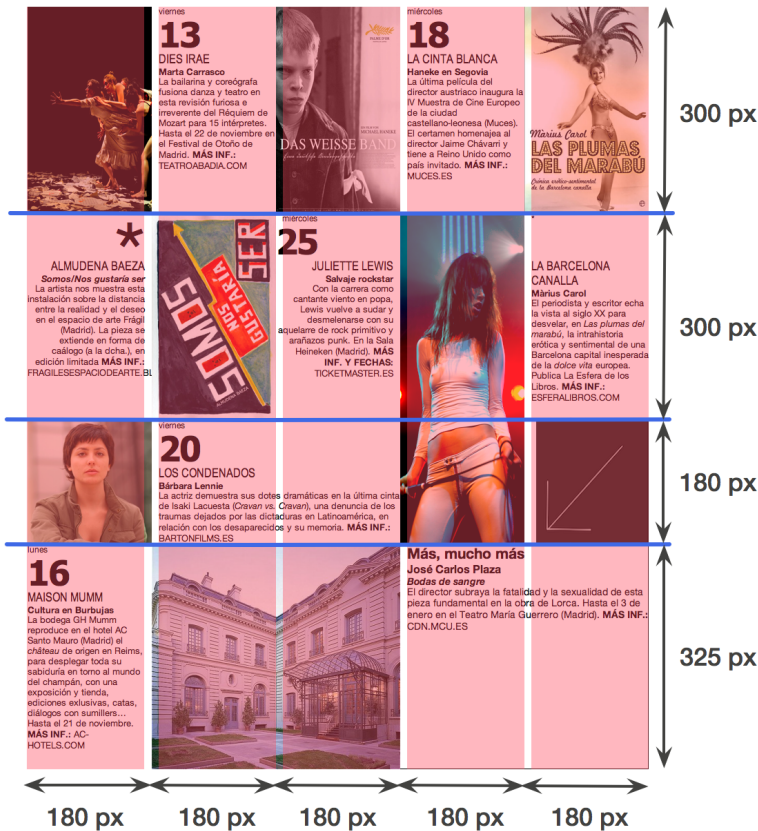 viernes
13
DIES IRAE
Marta Carrasco
La bailarina y coreógrafa
fusiona danza y teatro en
esta revisión furiosa e
irreverente del Réquiem de
Mozart para 15 intérpretes.
Hasta el 22 de noviembre en
el Festival de Otoño de
Madrid. MÁS INF.:
TEATROABADIA.COM
DAS WEISSE BAND
miércoles
18
LA CINTA BLANCA
Haneke en Segovia
La última película del
director austriaco inaugura la
IV Muestra de Cine Europeo
de la ciudad
castellano-leonesa (Muces).
El certamen homenajea al
director Jaime Chávarri y
tiene a Reino Unido como
país invitado. MÁS INF.:
MUCES.ES
Màrius Carol
LAS PLUMAS
DEL MARABÚ
Crónica erótico-sentimental
de la Barcelona canalla
300 px
*
ALMUDENA BAEZA
Somos/Nos gustaría ser
La artista nos muestra esta
instalación sobre la distancia
entre la realidad y el deseo
en el espacio de arte Frágil
(Madrid). La pieza se
extiende en forma de
caálogo (a la dcha.), en
edición limitada MÁS INF.:
FRAGILESESPACIODEARTE.BL
SOMOS
NOS
GUSTARÍA
SER
ALMUDENA BAEZA
miércoles
25
JULIETTE LEWIS
Salvaje rockstar
Con la carrera como
cantante viento en popa,
Lewis vuelve a sudar y
desmelenarse con su
aquelarre de rock primitivo y
arañazos punk. En la Sala
Heineken (Madrid). MÁS
INF. Y FECHAS:
TICKETMASTER.ES
LA BARCELONA
CANALLA
Màrius Carol
El periodista y escritor echa
la vista al siglo XX para
desvelar, en Las plumas del
marabú, la intrahistoria
erótica y sentimental de una
Barcelona capital inesperada
de la dolce vita europea.
Publica La Esfera de los
Libros. MÁS INF.:
ESFERALIBROS.COM
300 px
viernes
20
LOS CONDENADOS
Bárbara Lennie
La actriz demuestra sus dotes dramáticas en la última cinta
de Isaki Lacuesta (Cravan vs. Cravan), una denuncia de los
traumas dejados por las dictaduras en Latinoamérica, en
relación con los desaparecidos y su memoria. MÁS INF.:
BARTONFILMS.ES
180 px
lunes
16
MAISON MUMM
Cultura en Burbujas
La bodega GH Mumm
reproduce en el hotel AC
Santo Mauro (Madrid) el
château de origen en Reims,
para desplegar toda su
sabiduría en torno al mundo
del champán, con una
exposición y tienda,
ediciones exlusivas, catas,
diálogos con sumillers...
Hasta el 21 de noviembre.
MÁS INF.: AC-
HOTELS.COM
Más, mucho más
José Carlos Plaza
Bodas de sangre
El director subraya la fatalidad y la sexualidad de esta
pieza fundamental en la obra de Lorca. Hasta el 3 de
enero en el Teatro María Guerrero (Madrid). MÁS INF.:
CDN.MCU.ES
325 px
180 px
180 px
180 px
180 px
180 px